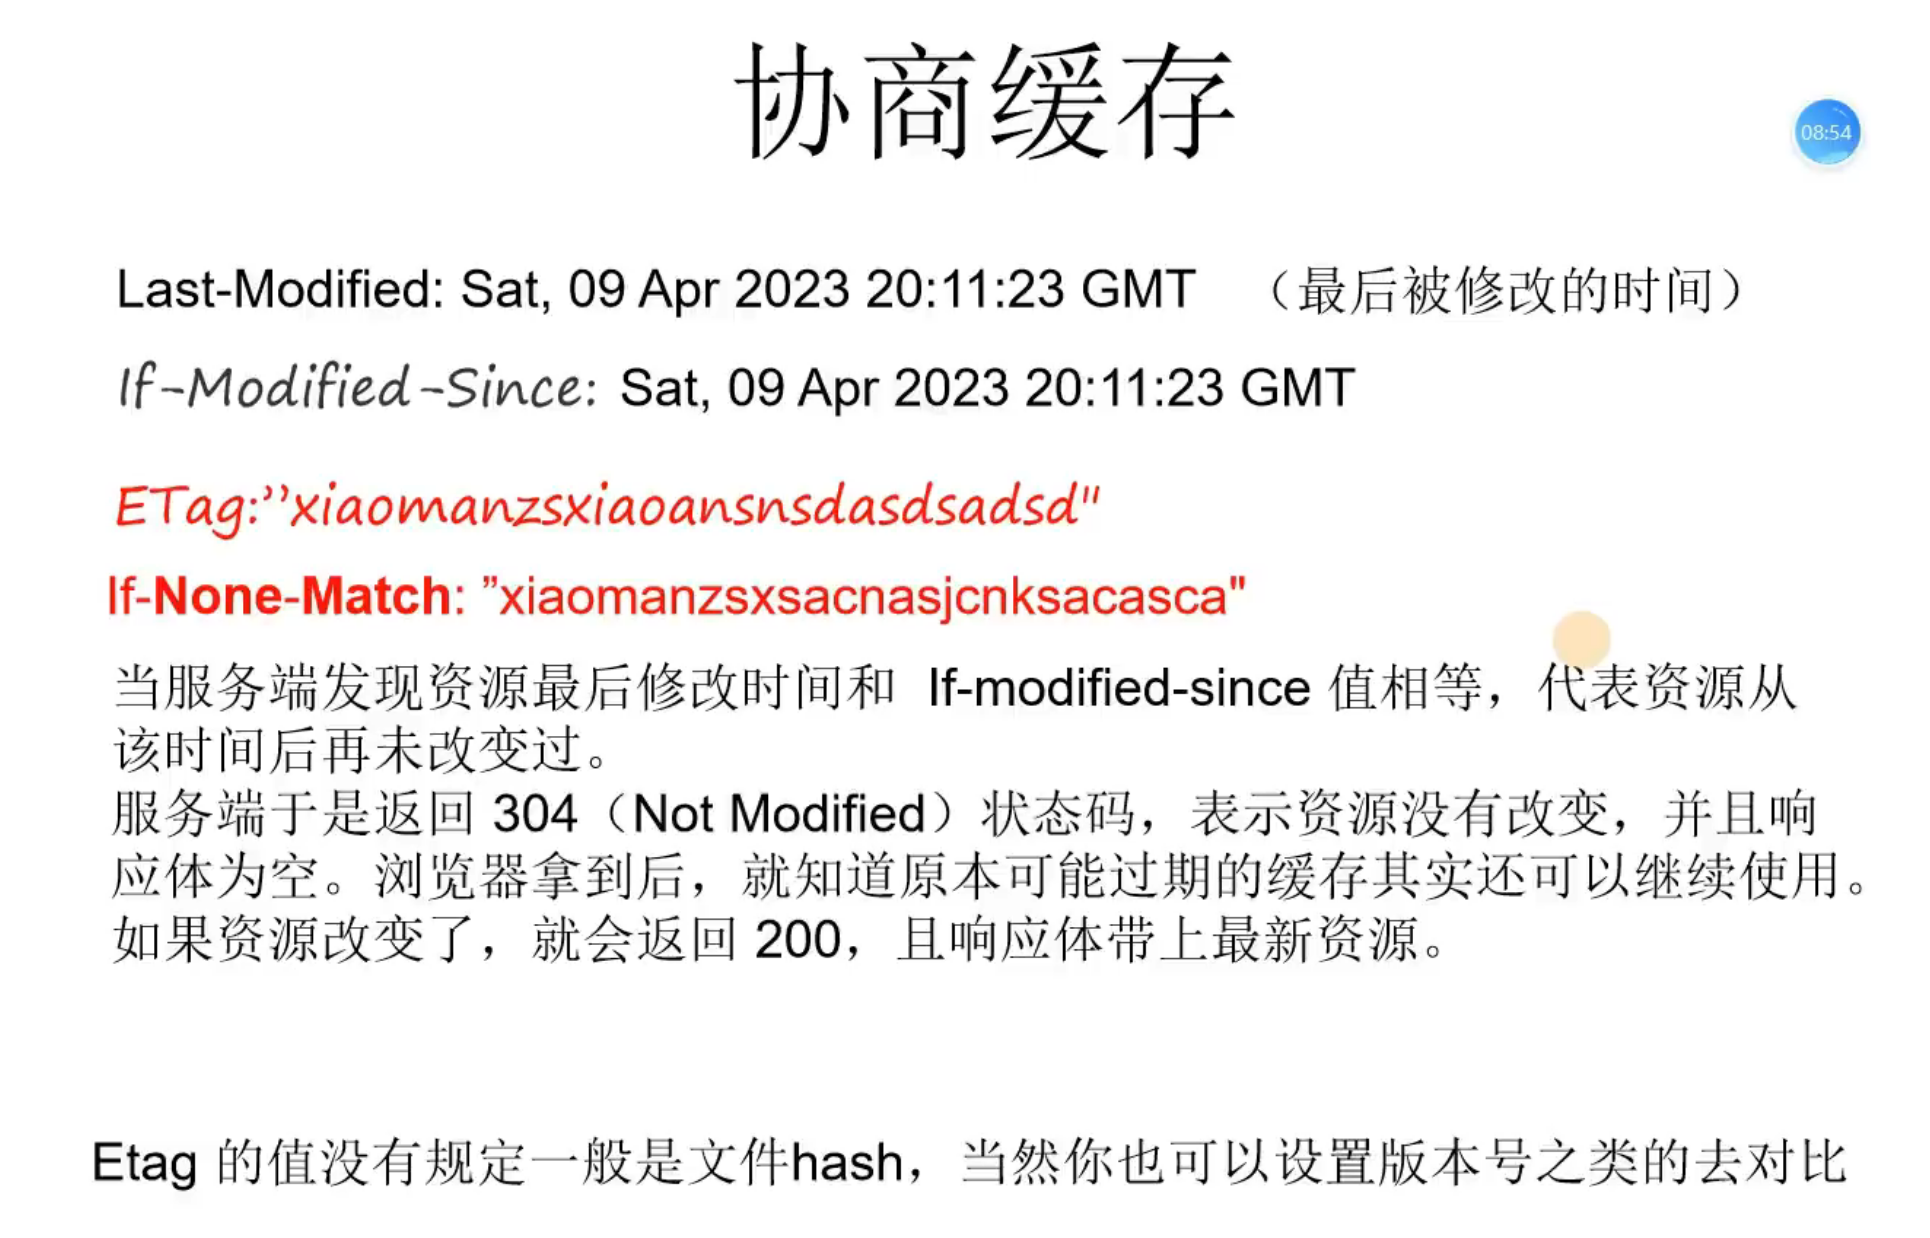 协商缓存
08:54
Last-Modified: Sat, 09 Apr 2023 20:11:23 GMT （最后被修改的时间）
If-Modified-Since: Sat, 09 Apr 2023 20:11:23 GMT
ETag:’’xiaomanzsxiaoansnsdasdsadsd"
If-None-Match: ”xiaomanzsxsacnasjcnksacasca"
当服务端发现资源最后修改时间和 If-modified-since 值相等，代表资源从
该时间后再未改变过。
服务端于是返回 304（Not Modified）状态码，表示资源没有改变，并且响
应体为空。浏览器拿到后，就知道原本可能过期的缓存其实还可以继续使用。
如果资源改变了，就会返回 200，且响应体带上最新资源。
Etag 的值没有规定一般是文件hash，当然你也可以设置版本号之类的去对比